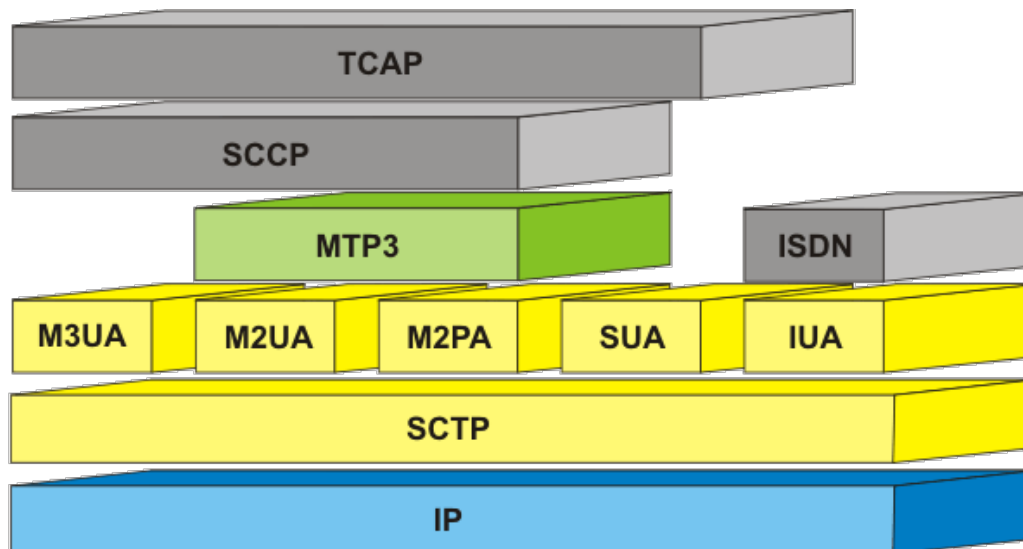 TCAP
SCCP
MTP3 ISDN
M3UA M2UA M2PA SUA IUA
SCTP
IP